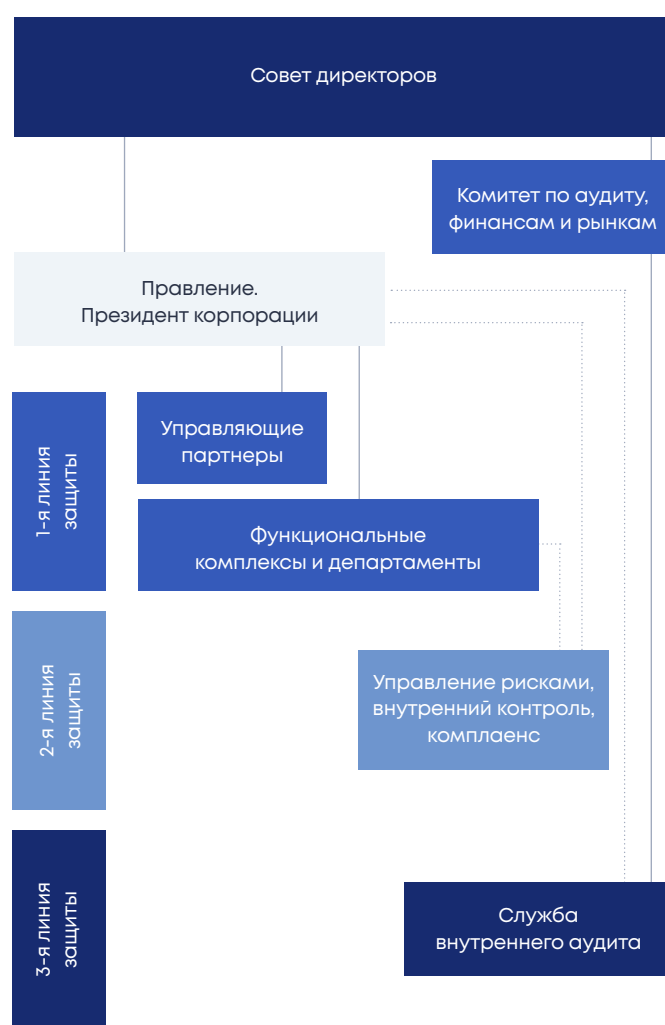 Совет директоров
Комитет по аудиту,
финансам и рынкам
Правление.
Президент корпорации
1-я линия
защиты
Управляющие
партнеры
Функциональные
комплексы и департаменты
2-я линия
защиты
Управление рисками,
внутренний контроль,
комплаенс
3-я линия
защиты
Служба
внутреннего аудита